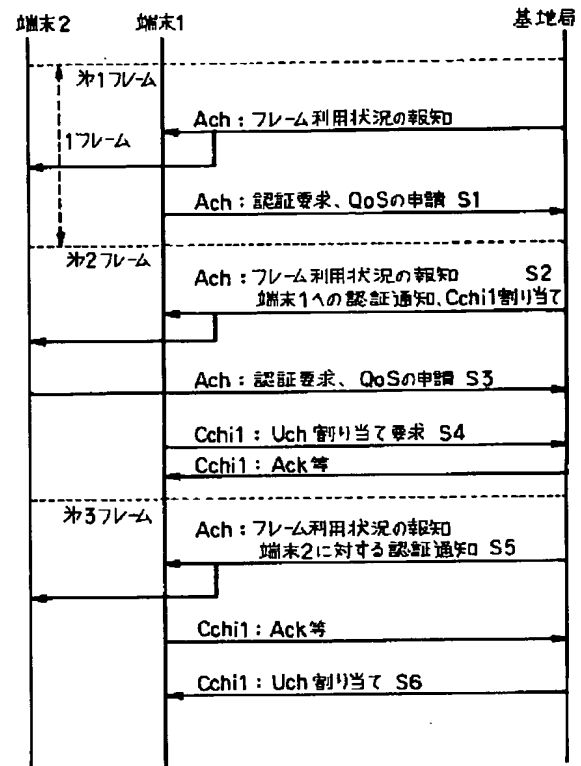 端末2 端末1 基地局
第1フレーム
Ach：フレーム利用状況の報知
1フレーム
Ach：認証要求、QoSの申請 S1
第2フレーム
Ach：フレーム利用状況の報知 S2
端末1への認証通知、Cchi1割り当て
Ach：認証要求、QoSの申請 S3
Cchi1：Uch割り当て要求 S4
Cchi1：Ack等
第3フレーム
Ach：フレーム利用状況の報知
端末2に対する認証通知 S5
Cchi1：Ack等
Cchi1：Uch割り当て S6